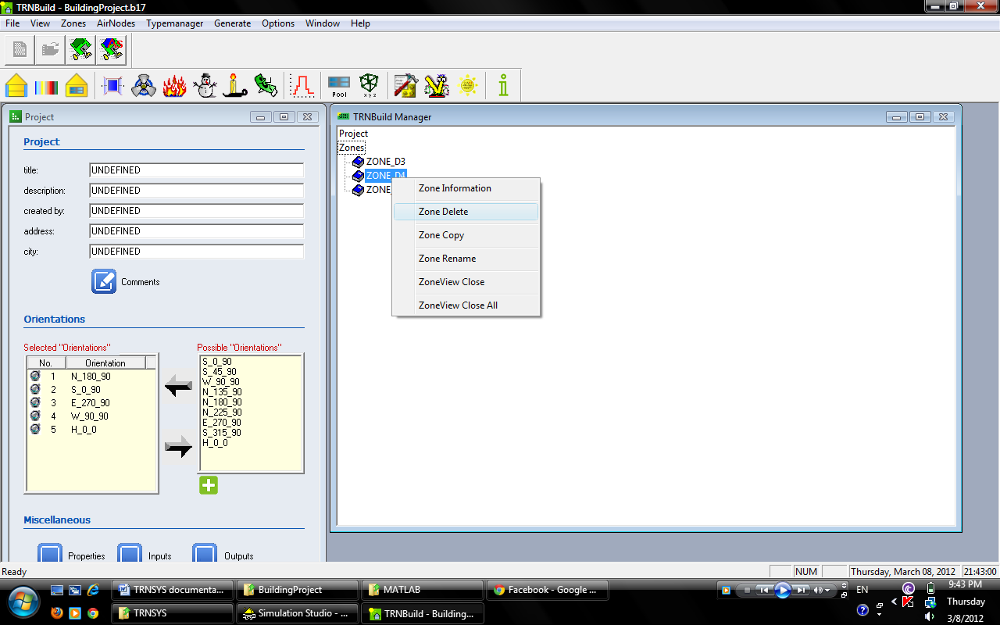 TRNBuild - BuildingProject.b17
File View Zones AirNodes Typemanager Generate Options Window Help
Pool
x y z
Project
Project
title: UNDEFINED
description: UNDEFINED
created by: UNDEFINED
address: UNDEFINED
city: UNDEFINED
Comments
Orientations
Selected "Orientations"
No. Orientation
1 N_180_90
2 S_0_90
3 E_270_90
4 W_90_90
5 H_0_0
Possible "Orientations"
S_0_90
S_45_90
W_90_90
N_135_90
N_180_90
N_225_90
E_270_90
S_315_90
H_0_0
Miscellaneous
Properties Inputs Outputs
TRNBuild Manager
Project
Zones
ZONE_D3
ZONE_D4
ZONE_
Zone Information
Zone Delete
Zone Copy
Zone Rename
ZoneView Close
ZoneView Close All
Ready NUM Thursday, March 08, 2012 21:43:00
TRNSYS documenta... BuildingProject MATLAB Facebook - Google ...
TRNSYS Simulation Studio - ... TRNBuild - Building...
EN
9:43 PM
Thursday
3/8/2012